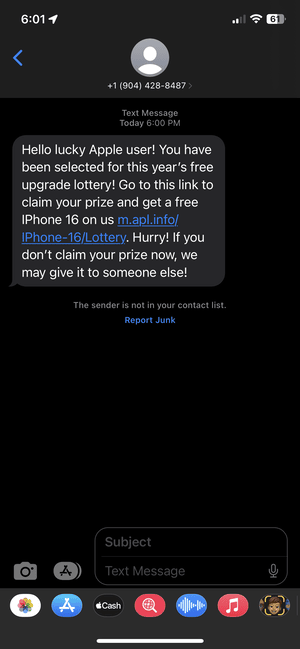 6:01
61
+1 (904) 428-8487
Text Message
Today 6:00 PM
Hello lucky Apple user! You have
been selected for this year's free
upgrade lottery! Go to this link to
claim your prize and get a free
IPhone 16 on us m.apl.info/
IPhone-16/Lottery. Hurry! If you
don't claim your prize now, we
may give it to someone else!
The sender is not in your contact list.
Report Junk
Subject
Text Message
Cash